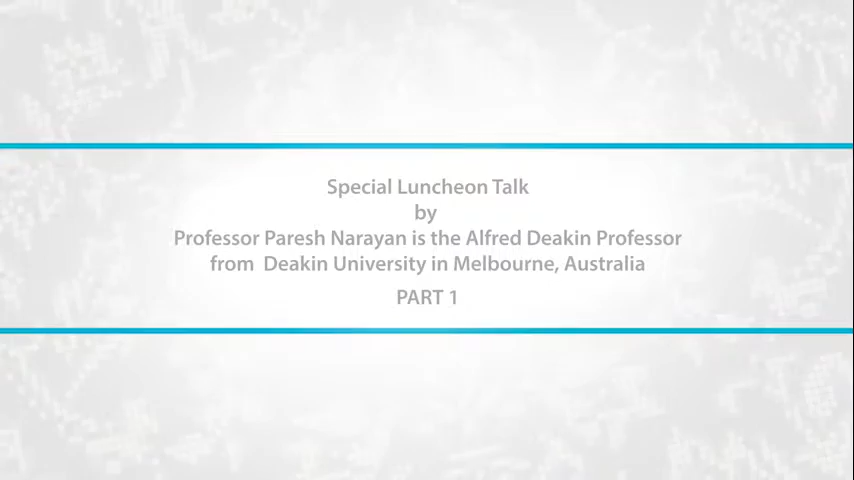 Special Luncheon Talk
by
Professor Paresh Narayan is the Alfred Deakin Professor
from Deakin University in Melbourne, Australia
PART 1